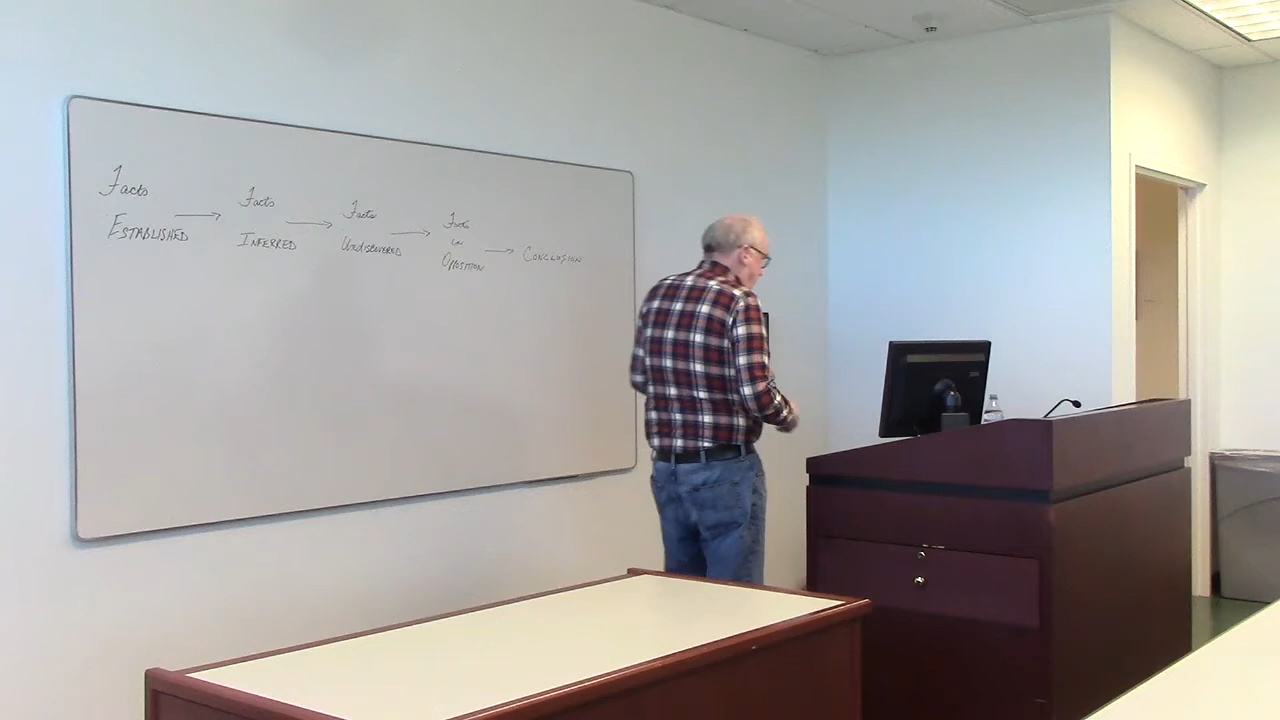 Facts
ESTABLISHED
→
Facts
INFERRED
→
Facts
UNDISCOVERED
→
Facts
in
OPPOSITION
→
CONCLUSION